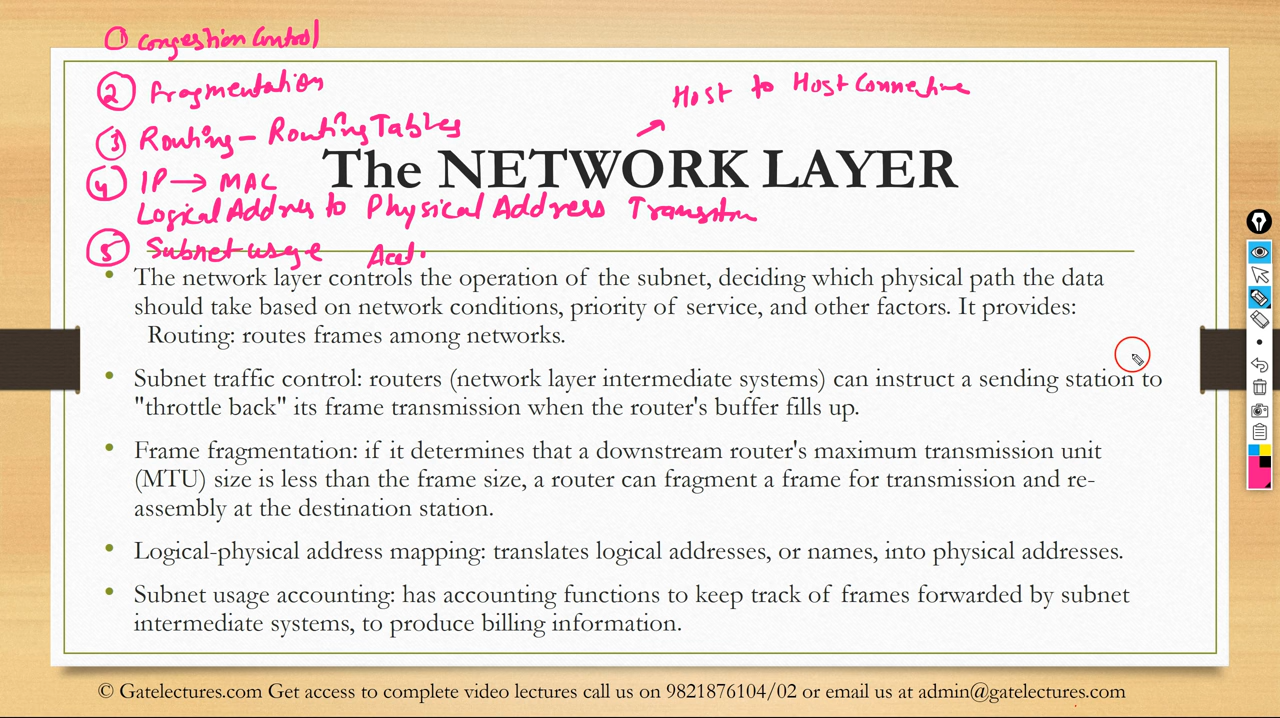 ① Congestion Control
② Fragmentation
Host to Host Connective
③ Routing - Routing Tables
The NETWORK LAYER
④ IP → MAC
Logical Addres to Physical Address
⑤ Subnet usage
• The network layer controls the operation of the subnet, deciding which physical path the data
should take based on network conditions, priority of service, and other factors. It provides:
Routing: routes frames among networks.
• Subnet traffic control: routers (network layer intermediate systems) can instruct a sending station to
"throttle back" its frame transmission when the router's buffer fills up.
• Frame fragmentation: if it determines that a downstream router's maximum transmission unit
(MTU) size is less than the frame size, a router can fragment a frame for transmission and re-
assembly at the destination station.
• Logical-physical address mapping: translates logical addresses, or names, into physical addresses.
• Subnet usage accounting: has accounting functions to keep track of frames forwarded by subnet
intermediate systems, to produce billing information.
© Gatelectures.com Get access to complete video lectures call us on 9821876104/02 or email us at admin@gatelectures.com